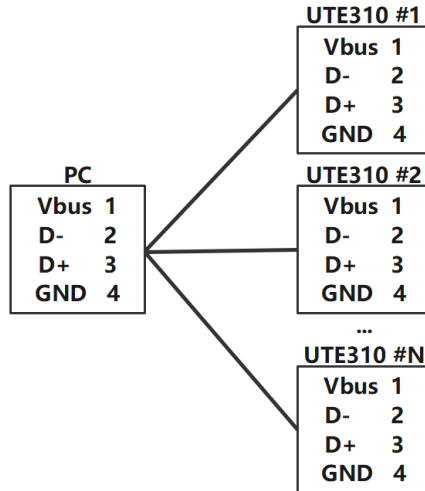 PC
Vbus 1
D- 2
D+ 3
GND 4
UTE310 #1
Vbus 1
D- 2
D+ 3
GND 4
UTE310 #2
Vbus 1
D- 2
D+ 3
GND 4
...
UTE310 #N
Vbus 1
D- 2
D+ 3
GND 4